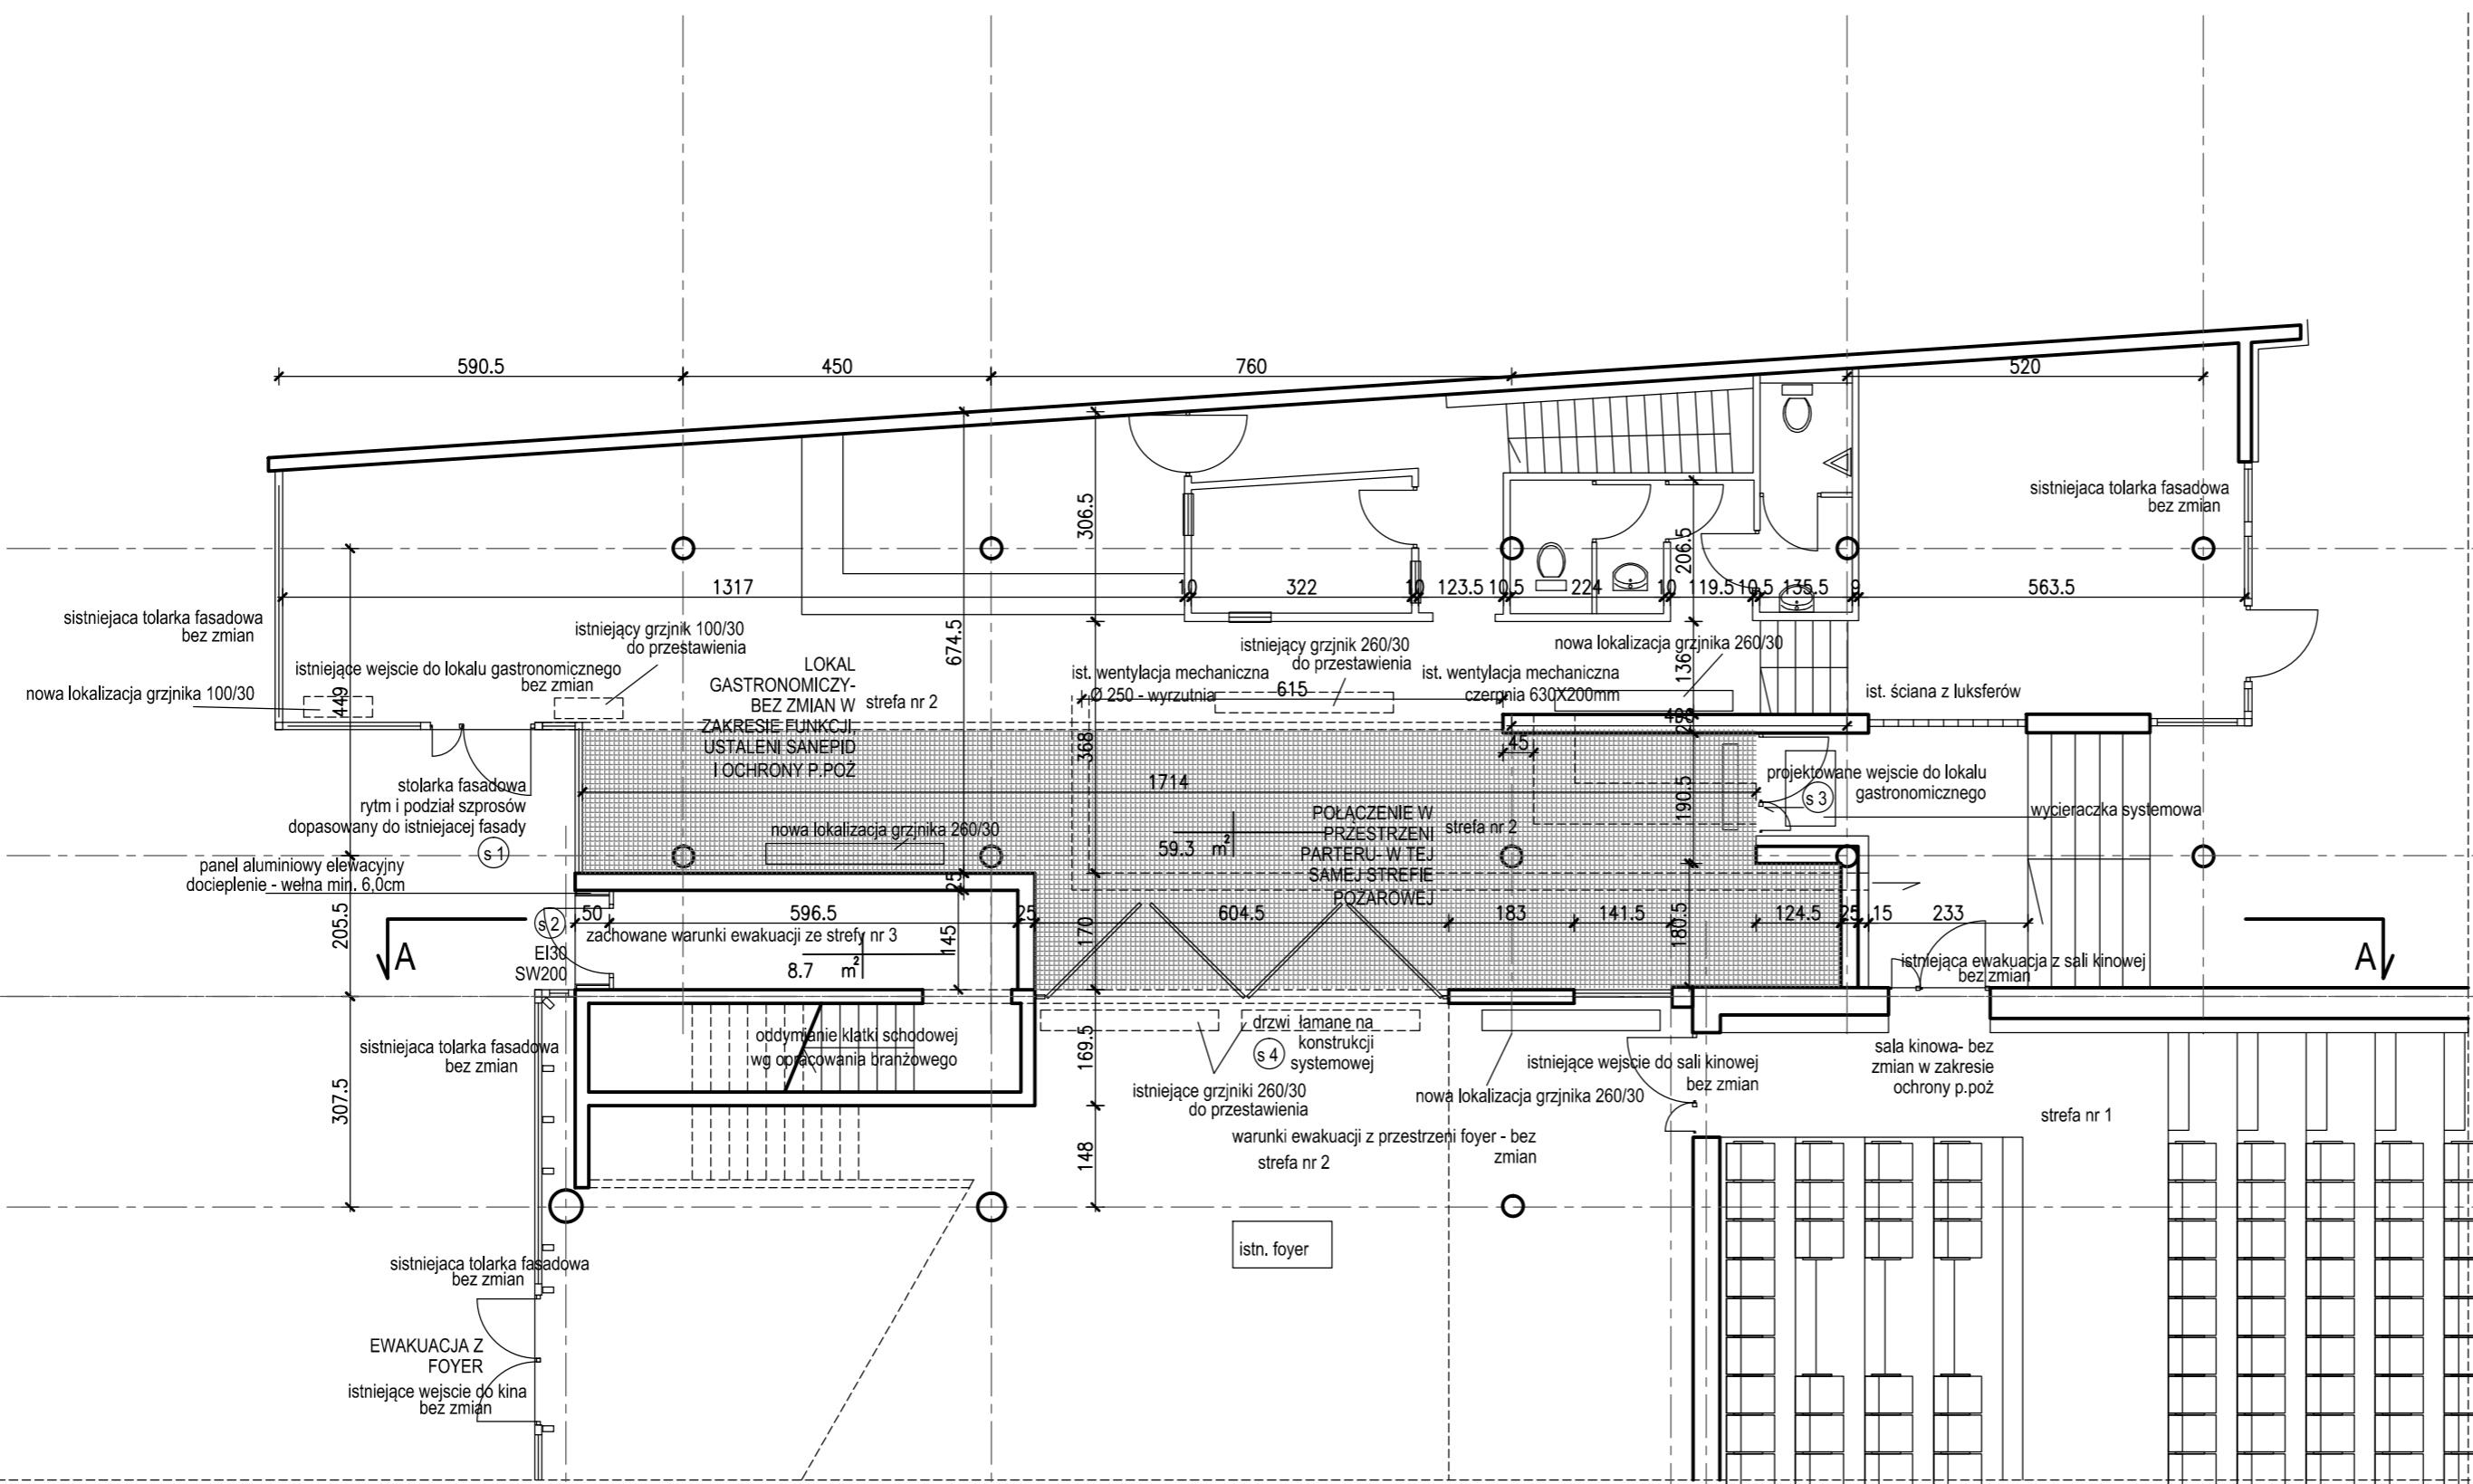 590.5
450
760
520
306.5
206.5
sistniejaca tolarka fasadowa
bez zmian
1317
10
322
10
123.5
10.5
224
10
119.5
10.5
135.5
9
563.5
sistniejaca tolarka fasadowa
bez zmian
istniejący grzjnik 100/30
do przestawienia
674.5
istniejący grzjnik 260/30
do przestawienia
nowa lokalizacja grzjnika 260/30
136
istniejące wejscie do lokalu gastronomicznego
bez zmian
nowa lokalizacja grzjnika 100/30
449
LOKAL
GASTRONOMICZY-
BEZ ZMIAN W
ZAKRESIE FUNKCJI,
USTALENI SANEPID
I OCHRONY P.POŻ
strefa nr 2
ist. wentylacja mechaniczna
Ø 250 - wyrzutnia
615
ist. wentylacja mechaniczna
czerpnia 630X200mm
ist. ściana z luksferów
368
45
1714
190.5
stolarka fasadowa
rytm i podział szprosów
dopasowany do istniejacej fasady
s 1
projektowane wejscie do lokalu
gastronomicznego
s 3
wycieraczka systemowa
nowa lokalizacja grzjnika 260/30
59.3 m²
POŁĄCZENIE W
PRZESTRZENI
PARTERU- W TEJ
SAMEJ STREFIE
POŻAROWEJ
strefa nr 2
panel aluminiowy elewacyjny
docieplenie - wełna min. 6,0cm
25
205.5
s 2
50
596.5
25
604.5
183
141.5
124.5
25
15
233
170
180.5
145
zachowane warunki ewakuacji ze strefy nr 3
EI30
SW200
8.7 m²
A
A
istniejąca ewakuacja z sali kinowej
bez zmian
oddymianie klatki schodowej
wg opracowania branżowego
sistniejaca tolarka fasadowa
bez zmian
307.5
169.5
drzwi łamane na
konstrukcji
systemowej
s 4
istniejące wejscie do sali kinowej
bez zmian
sala kinowa- bez
zmian w zakresie
ochrony p.poż
istniejące grzjniki 260/30
do przestawienia
nowa lokalizacja grzjnika 260/30
strefa nr 1
148
warunki ewakuacji z przestrzeni foyer - bez
zmian
strefa nr 2
istn. foyer
sistniejaca tolarka fasadowa
bez zmian
EWAKUACJA Z
FOYER
istniejące wejscie do kina
bez zmian